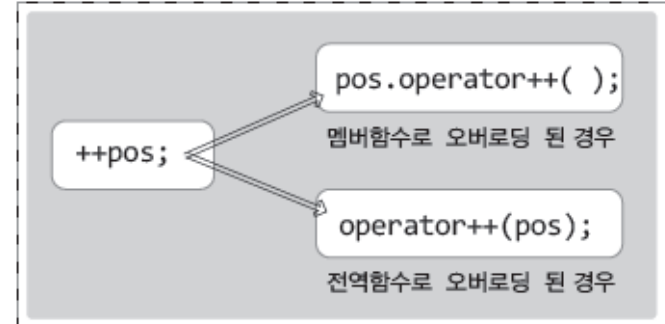 pos.operator++( );
멤버함수로 오버로딩 된 경우
++pos;
operator++(pos);
전역함수로 오버로딩 된 경우